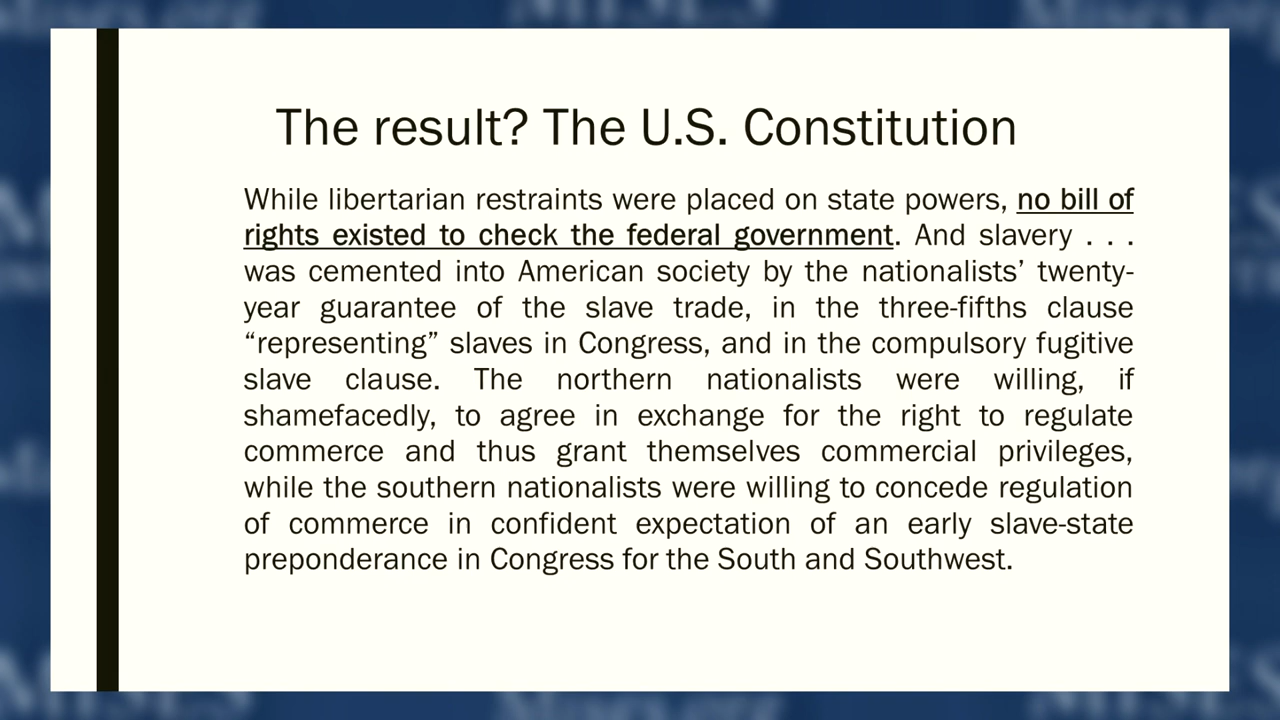 The result? The U.S. Constitution
While libertarian restraints were placed on state powers, no bill of
rights existed to check the federal government. And slavery . . .
was cemented into American society by the nationalists’ twenty-
year guarantee of the slave trade, in the three-fifths clause
“representing” slaves in Congress, and in the compulsory fugitive
slave clause. The northern nationalists were willing, if
shamefacedly, to agree in exchange for the right to regulate
commerce and thus grant themselves commercial privileges,
while the southern nationalists were willing to concede regulation
of commerce in confident expectation of an early slave-state
preponderance in Congress for the South and Southwest.